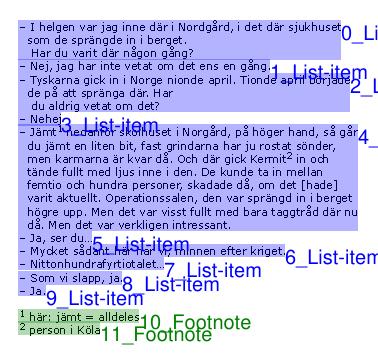 – I helgen var jag inne där i Nordgård, i det där sjukhuset
som de sprängde in i berget.
Har du varit där någon gång?
0_Li
– Nej, jag har inte vetat om det ens en gång.
1_List-item
– Tyskarna gick in i Norge nionde april. Tionde april började
de på att spränga där. Har
du aldrig vetat om det?
2_L
– Nehej
3_List-item
– Jämt¹ nedanför skolhuset i Norgård, på höger hand, så går
du jämt en liten bit, fast grindarna har ju rostat sönder,
men karmarna är kvar då. Och där gick Kermit² in och
tände fullt med ljus inne i den. De kunde ta in mellan
femtio och hundra personer, skadade då, om det [hade]
varit aktuellt. Operationssalen, den var sprängd in i berget
högre upp. Men det var visst fullt med bara taggtråd där nu
då. Men det var verkligen intressant.
4_
– Ja, ser du...
5_List-item
– Mycket sådant här har vi, minnen efter kriget.
6_List-item
– Nittonhundrafyrtiotalet...
7_List-item
– Som vi slapp, ja.
8_List-item
– Ja.
9_List-item
¹ här: jämt = alldeles
10_Footnote
² person i Köla
11_Footnote